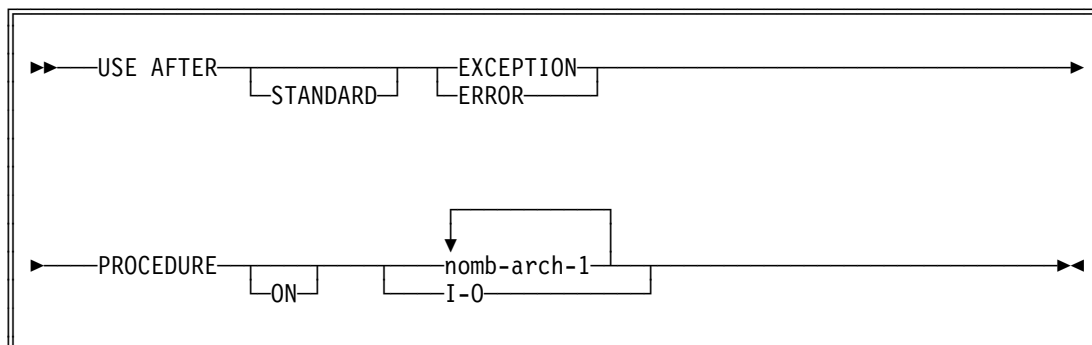 USE AFTER EXCEPTION
STANDARD ERROR
PROCEDURE nomb-arch-1
ON I-O